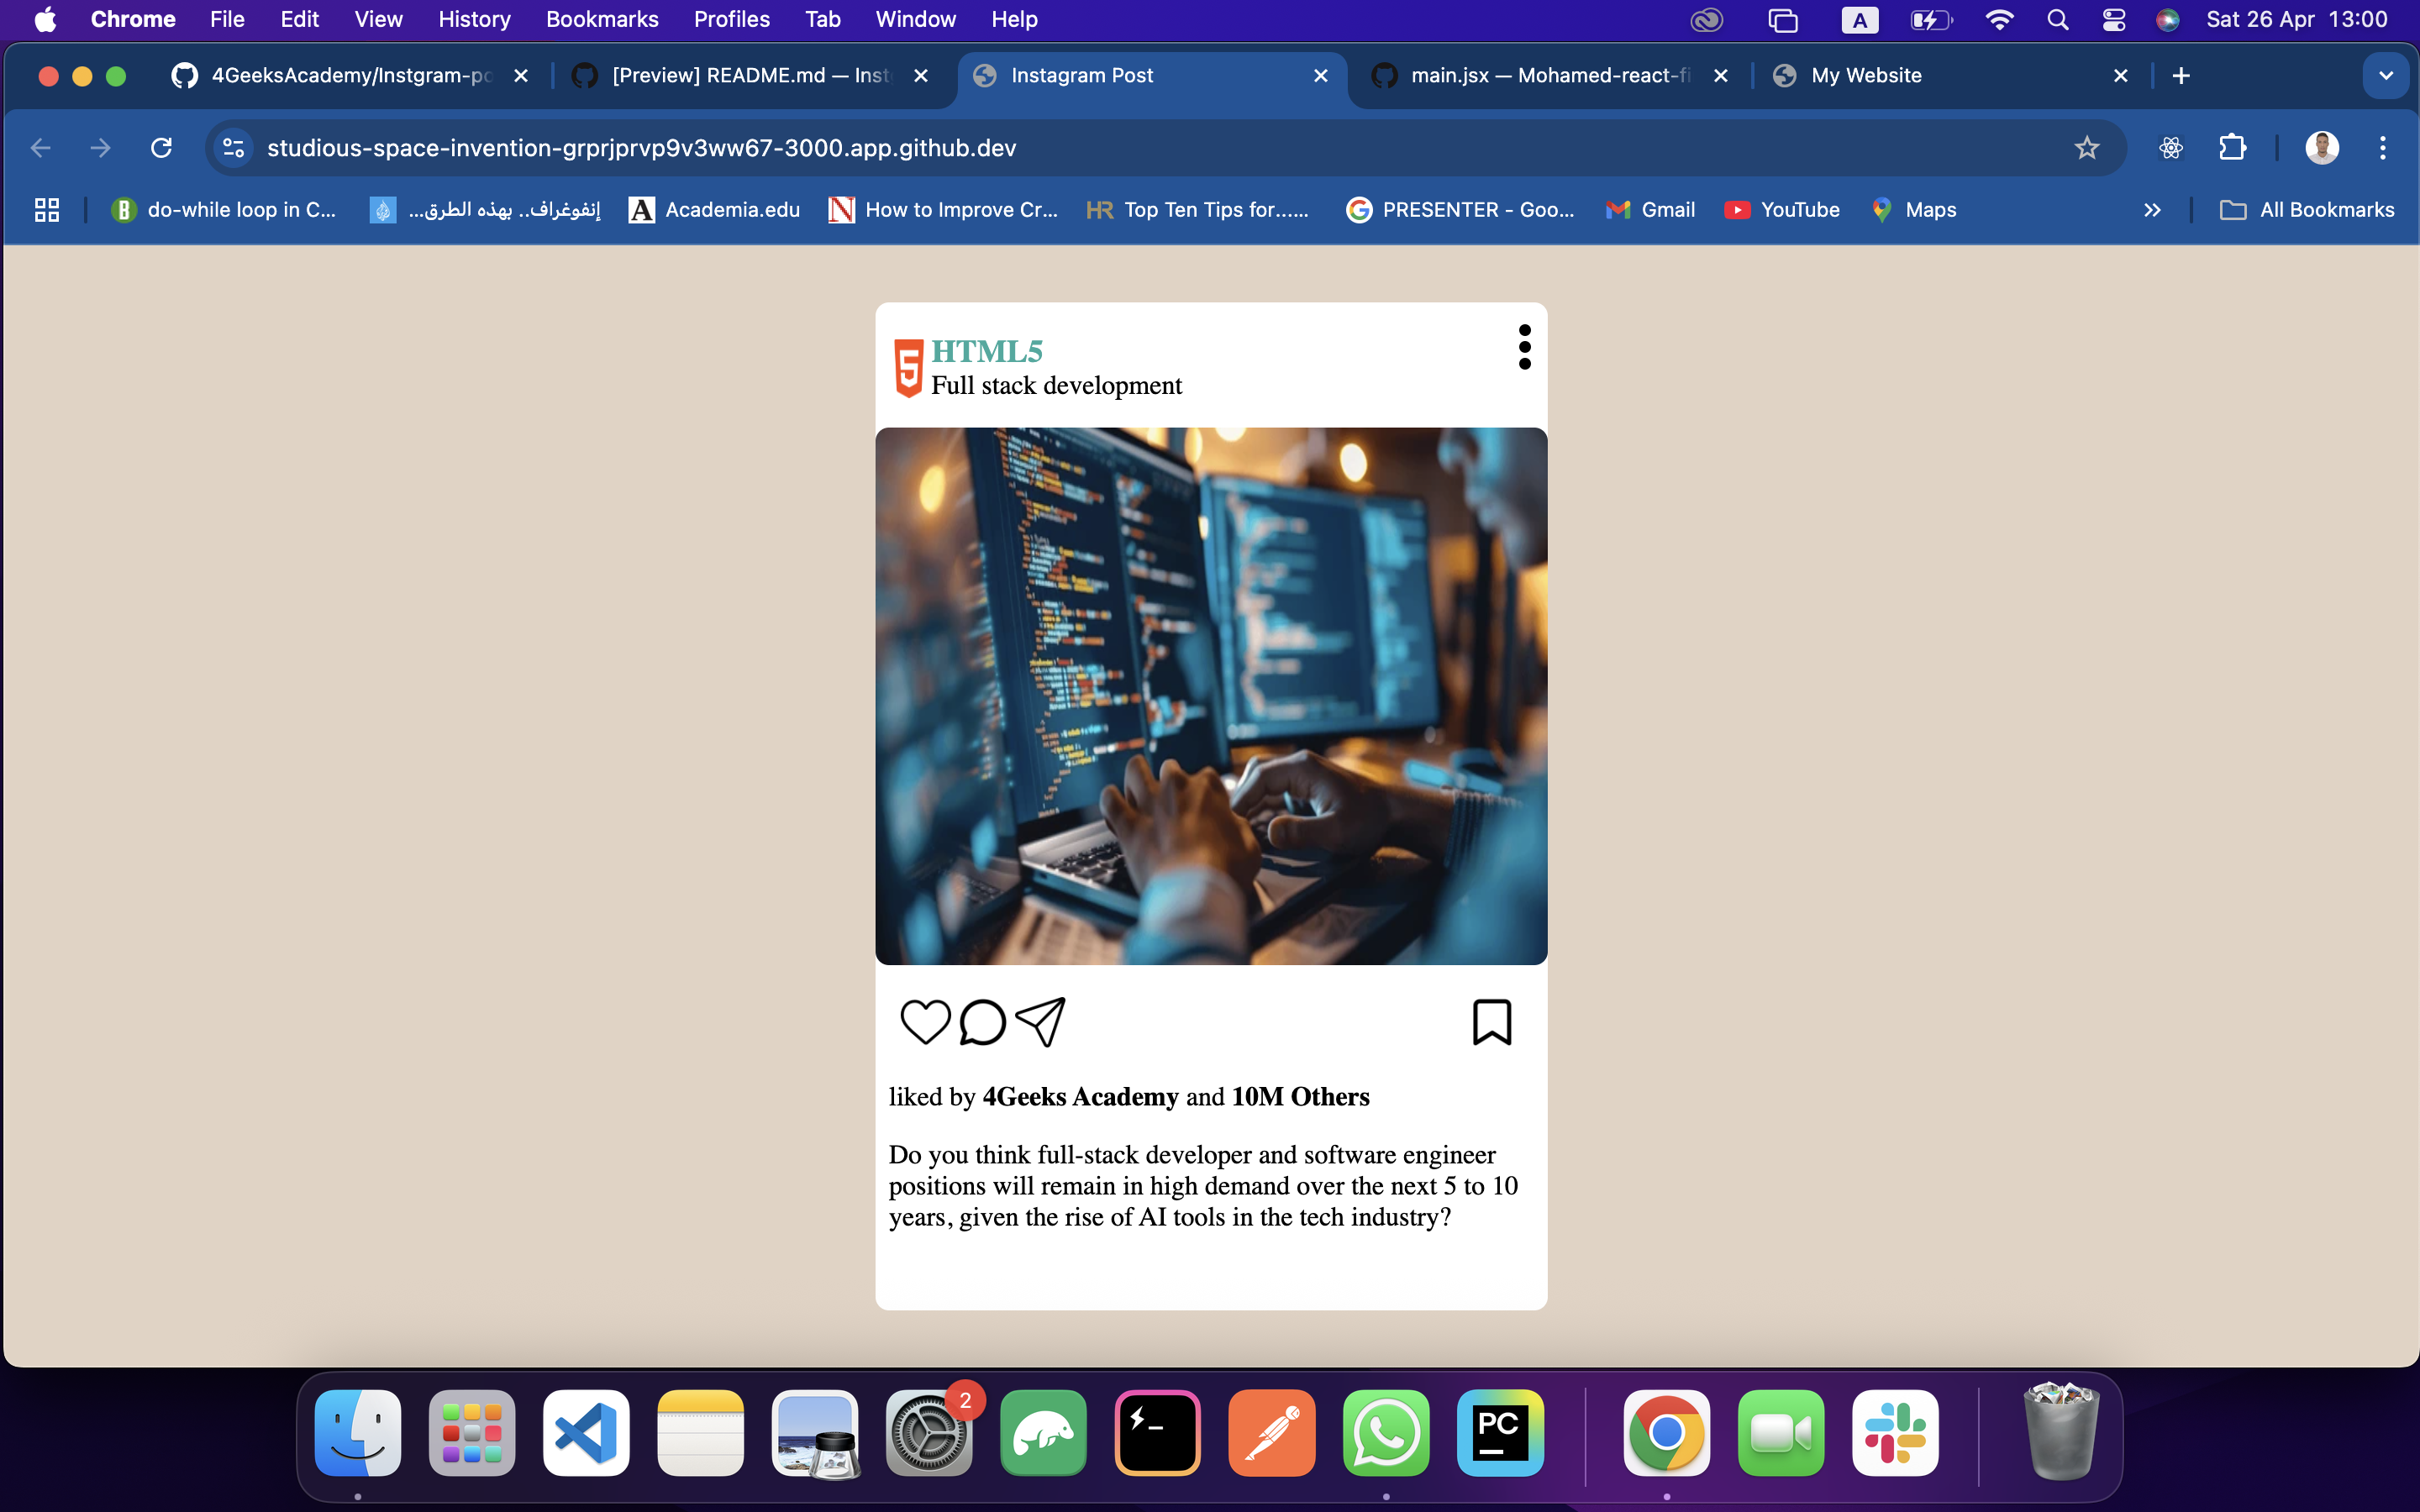 Chrome File Edit View History Bookmarks Profiles Tab Window Help A Sat 26 Apr 13:00
4GeeksAcademy/Instgram-po [Preview] README.md — Inst Instagram Post main.jsx — Mohamed-react-fi My Website
studious-space-invention-grprjprvp9v3ww67-3000.app.github.dev
B do-while loop in C... إنفوغراف.. بهذه الطرق... A Academia.edu N How to Improve Cr... HR Top Ten Tips for...... G PRESENTER - Goo... Gmail YouTube Maps All Bookmarks
5 HTML5
Full stack development
liked by 4Geeks Academy and 10M Others
Do you think full-stack developer and software engineer
positions will remain in high demand over the next 5 to 10
years, given the rise of AI tools in the tech industry?
2
PC